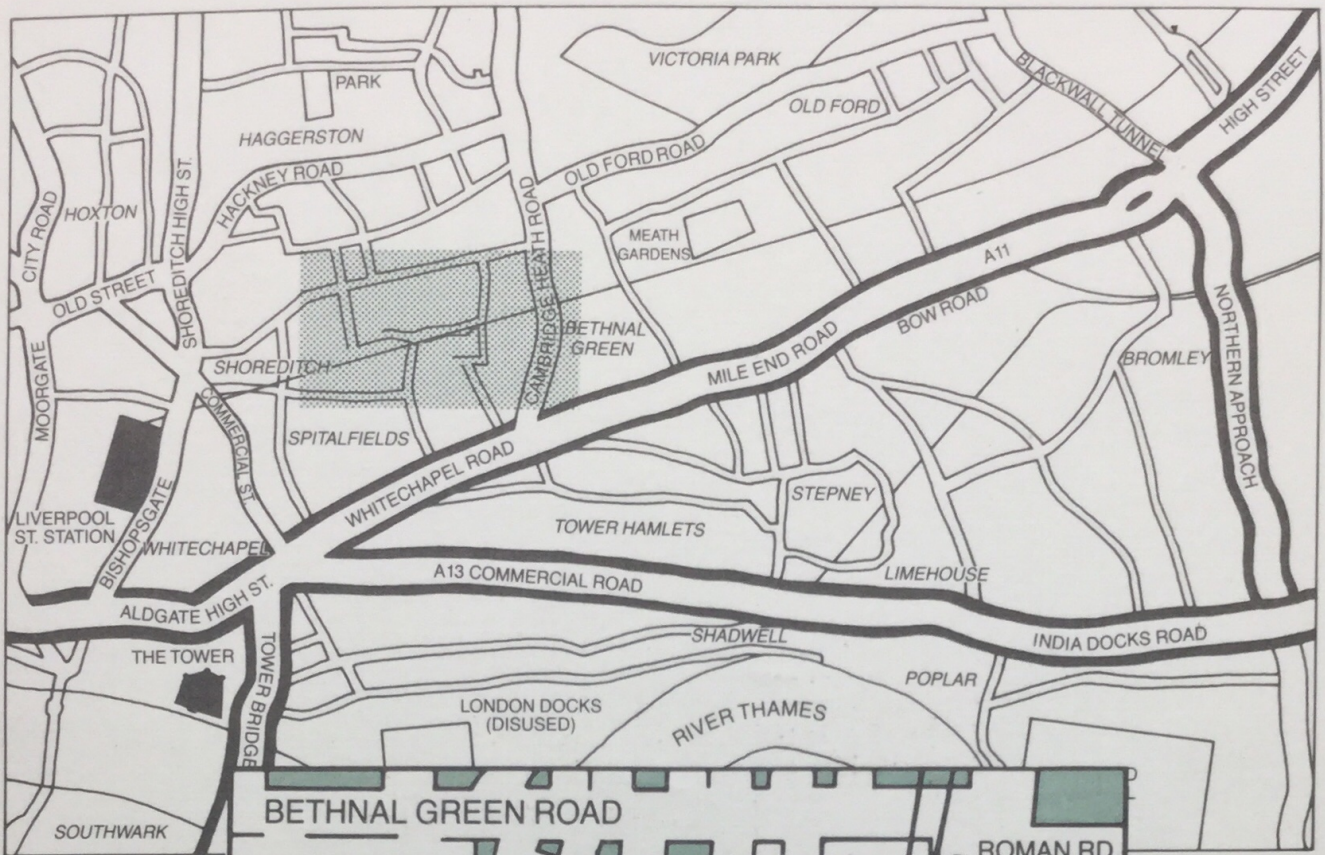 VICTORIA PARK
PARK
BLACKWALL TUNNEL
HIGH STREET
OLD FORD
HAGGERSTON
OLD FORD ROAD
HACKNEY ROAD
SHOREDITCH HIGH ST.
CITY ROAD
HOXTON
CAMBRIDGE HEATH ROAD
MEATH
GARDENS
A11
OLD STREET
BOW ROAD
NORTHERN APPROACH
BETHNAL
GREEN
MILE END ROAD
BROMLEY
SHOREDITCH
MOORGATE
COMMERCIAL ST.
SPITALFIELDS
WHITECHAPEL ROAD
STEPNEY
LIVERPOOL
ST. STATION
BISHOPSGATE
TOWER HAMLETS
WHITECHAPEL
A13 COMMERCIAL ROAD
LIMEHOUSE
ALDGATE HIGH ST.
SHADWELL
INDIA DOCKS ROAD
THE TOWER
TOWER BRIDGE
POPLAR
LONDON DOCKS
(DISUSED)
RIVER THAMES
SOUTHWARK
BETHNAL GREEN ROAD
ROMAN RD